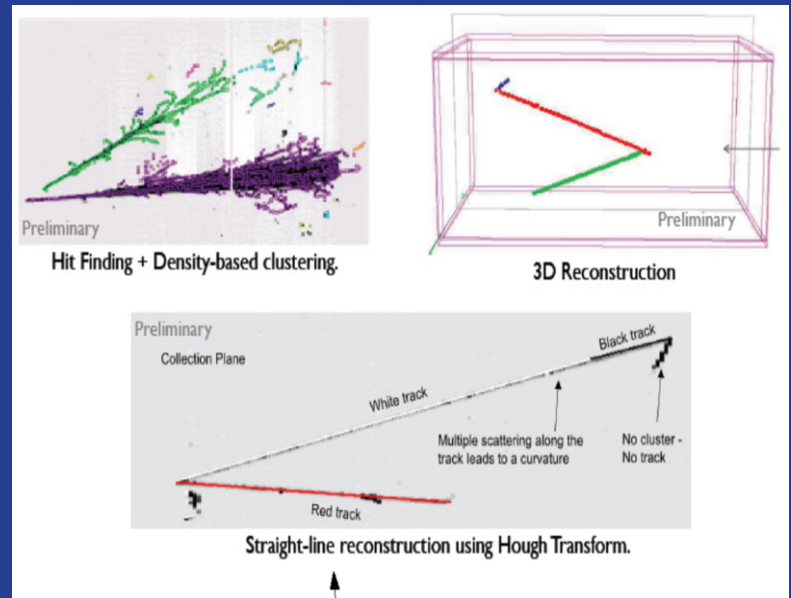 Preliminary
Hit Finding + Density-based clustering.
Preliminary
3D Reconstruction
Preliminary
Collection Plane
Black track
White track
Multiple scattering along the
track leads to a curvature
No cluster -
No track
Red track
Straight-line reconstruction using Hough Transform.